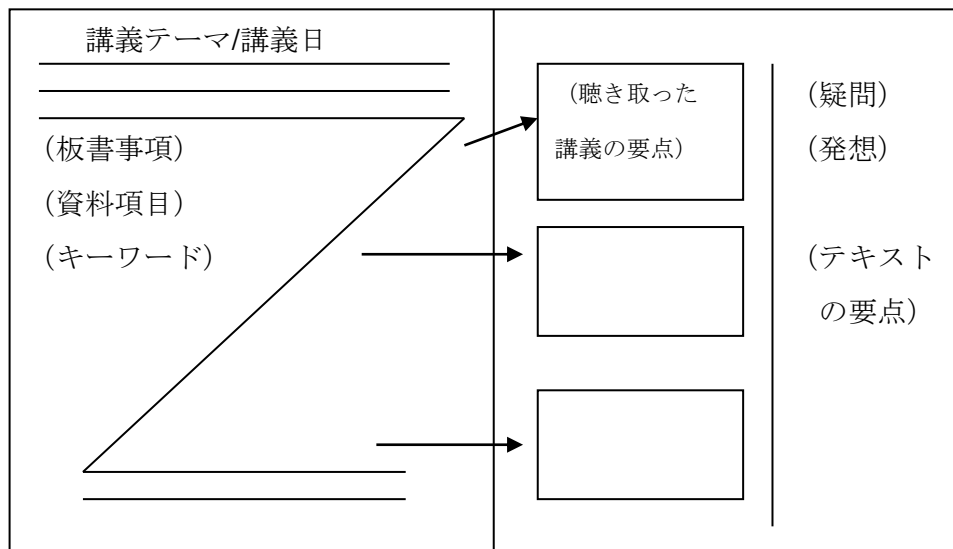 講義テーマ/講義日
（板書事項）
（資料項目）
（キーワード）
（聴き取った
講義の要点）
（疑問）
（発想）
（テキスト
の要点）